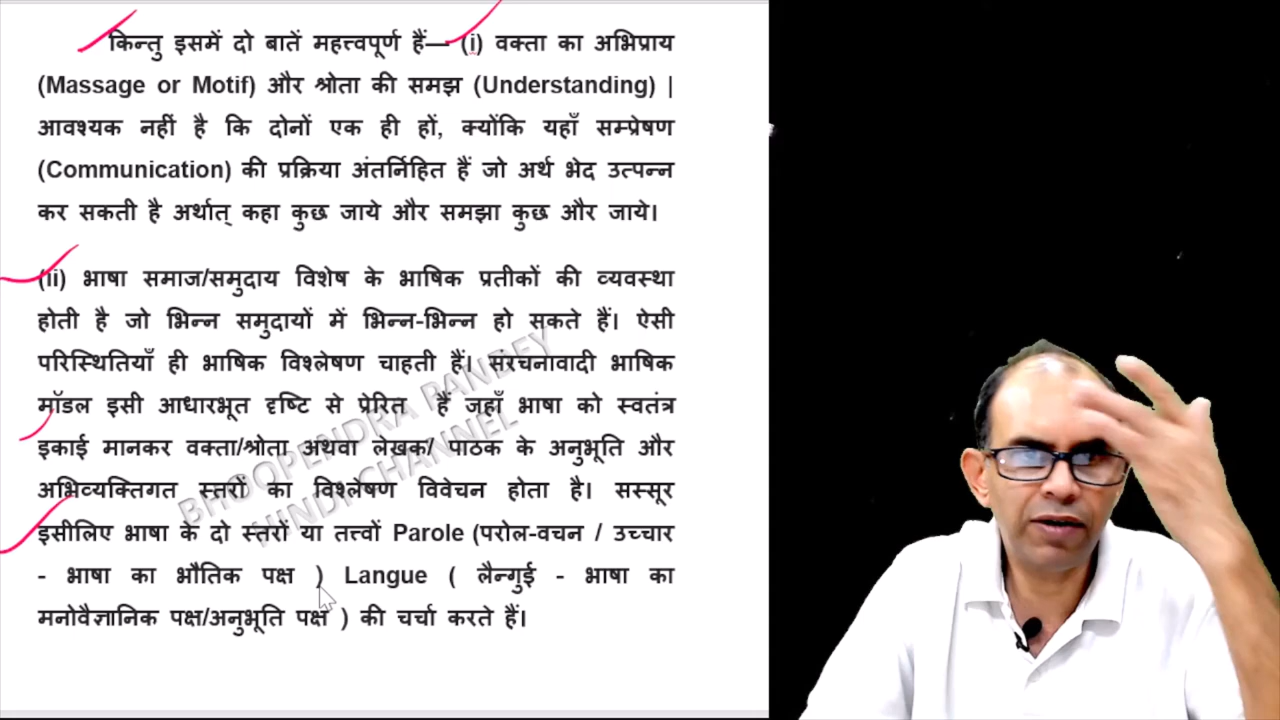 किन्तु इसमें दो बातें महत्त्वपूर्ण हैं— (i) वक्ता का अभिप्राय
(Massage or Motif) और श्रोता की समझ (Understanding) |
आवश्यक नहीं है कि दोनों एक ही हों, क्योंकि यहाँ सम्प्रेषण
(Communication) की प्रक्रिया अंतर्निहित हैं जो अर्थ भेद उत्पन्न
कर सकती है अर्थात् कहा कुछ जाये और समझा कुछ और जाये।
(ii) भाषा समाज/समुदाय विशेष के भाषिक प्रतीकों की व्यवस्था
होती है जो भिन्न समुदायों में भिन्न-भिन्न हो सकते हैं। ऐसी
परिस्थितियाँ ही भाषिक विश्लेषण चाहती हैं। संरचनावादी भाषिक
मॉडल इसी आधारभूत दृष्टि से प्रेरित हैं जहाँ भाषा को स्वतंत्र
इकाई मानकर वक्ता/श्रोता अथवा लेखक/ पाठक के अनुभूति और
अभिव्यक्तिगत स्तरों का विश्लेषण विवेचन होता है। सस्सूर
इसीलिए भाषा के दो स्तरों या तत्त्वों Parole (परोल-वचन / उच्चार
- भाषा का भौतिक पक्ष ) Langue ( लैन्गुई - भाषा का
मनोवैज्ञानिक पक्ष/अनुभूति पक्ष ) की चर्चा करते हैं।
BHOOPENDRA PANDEY
HINDI CHANNEL